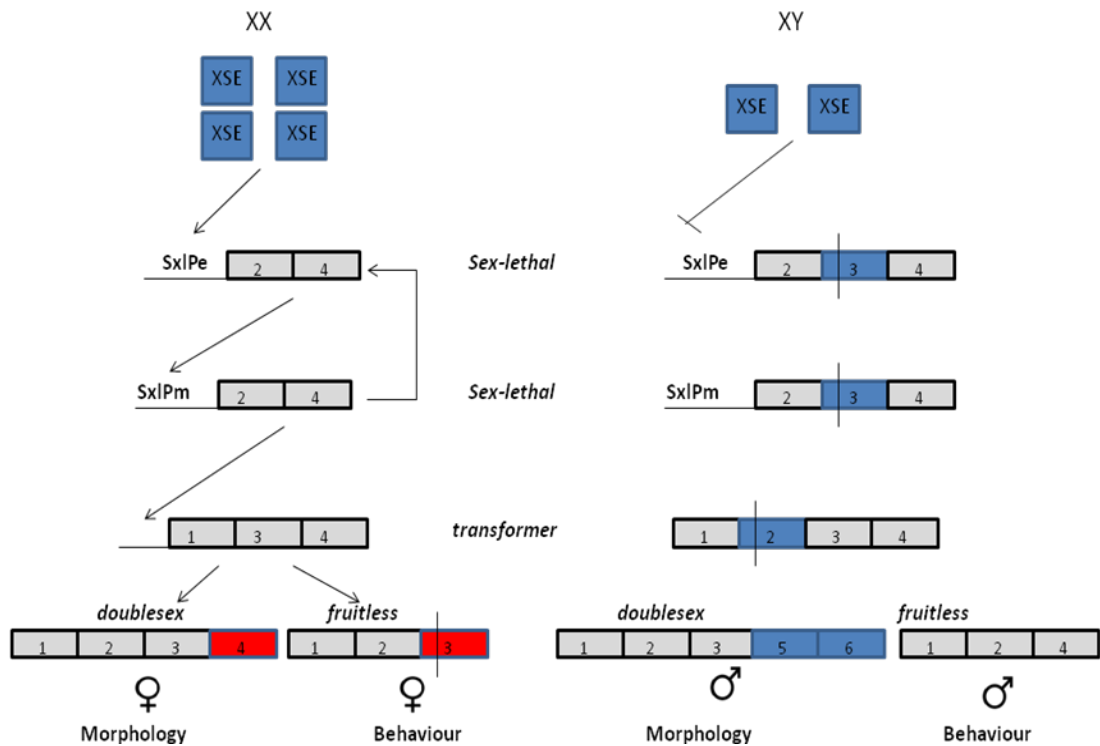 XX XY
XSE XSE
XSE XSE
XSE XSE
SxlPe 2 4 Sex-lethal SxlPe 2 3 4
SxlPm 2 4 Sex-lethal SxlPm 2 3 4
1 3 4 transformer 1 2 3 4
doublesex fruitless doublesex fruitless
1 2 3 4 1 2 3 1 2 3 5 6 1 2 4
♀ ♀ ♂ ♂
Morphology Behaviour Morphology Behaviour